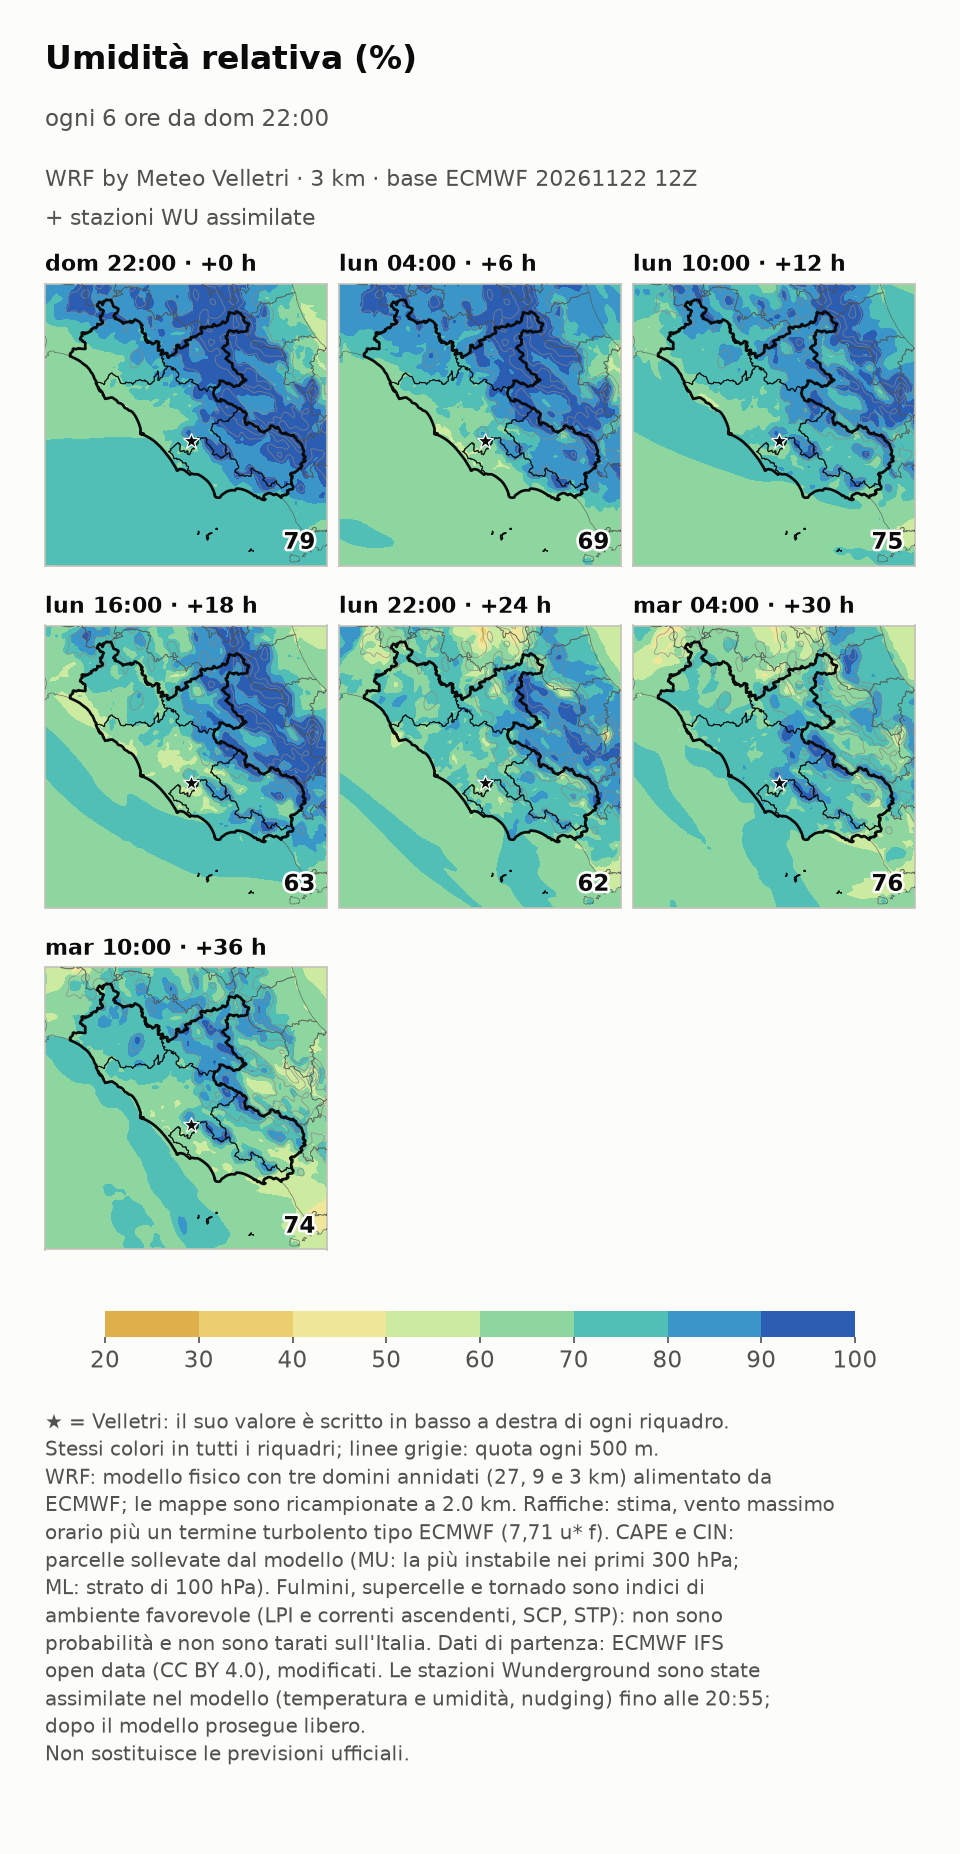 Umidità relativa (%)
ogni 6 ore da dom 22:00
WRF by Meteo Velletri · 3 km · base ECMWF 20261122 12Z
+ stazioni WU assimilate
dom 22:00 · +0 h
lun 04:00 · +6 h
lun 10:00 · +12 h
79
69
75
lun 16:00 · +18 h
lun 22:00 · +24 h
mar 04:00 · +30 h
63
62
76
mar 10:00 · +36 h
74
20 30 40 50 60 70 80 90 100
★ = Velletri: il suo valore è scritto in basso a destra di ogni riquadro.
Stessi colori in tutti i riquadri; linee grigie: quota ogni 500 m.
WRF: modello fisico con tre domini annidati (27, 9 e 3 km) alimentato da
ECMWF; le mappe sono ricampionate a 2.0 km. Raffiche: stima, vento massimo
orario più un termine turbolento tipo ECMWF (7,71 u* f). CAPE e CIN:
parcelle sollevate dal modello (MU: la più instabile nei primi 300 hPa;
ML: strato di 100 hPa). Fulmini, supercelle e tornado sono indici di
ambiente favorevole (LPI e correnti ascendenti, SCP, STP): non sono
probabilità e non sono tarati sull'Italia. Dati di partenza: ECMWF IFS
open data (CC BY 4.0), modificati. Le stazioni Wunderground sono state
assimilate nel modello (temperatura e umidità, nudging) fino alle 20:55;
dopo il modello prosegue libero.
Non sostituisce le previsioni ufficiali.